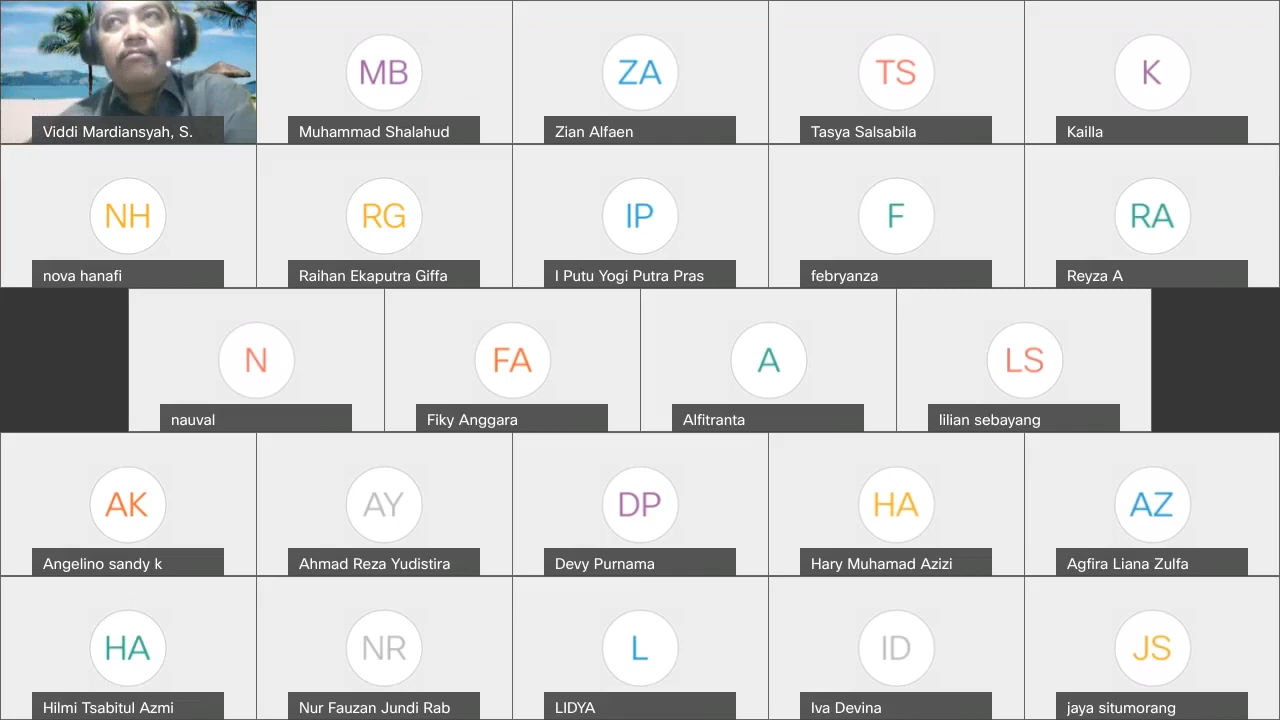 Viddi Mardiansyah, S.
MB
Muhammad Shalahud
ZA
Zian Alfaen
TS
Tasya Salsabila
K
Kailla
NH
nova hanafi
RG
Raihan Ekaputra Giffa
IP
I Putu Yogi Putra Pras
F
febryanza
RA
Reyza A
N
nauval
FA
Fiky Anggara
A
Alfitranta
LS
lilian sebayang
AK
Angelino sandy k
AY
Ahmad Reza Yudistira
DP
Devy Purnama
HA
Hary Muhamad Azizi
AZ
Agfira Liana Zulfa
HA
Hilmi Tsabitul Azmi
NR
Nur Fauzan Jundi Rab
L
LIDYA
ID
Iva Devina
JS
jaya situmorang